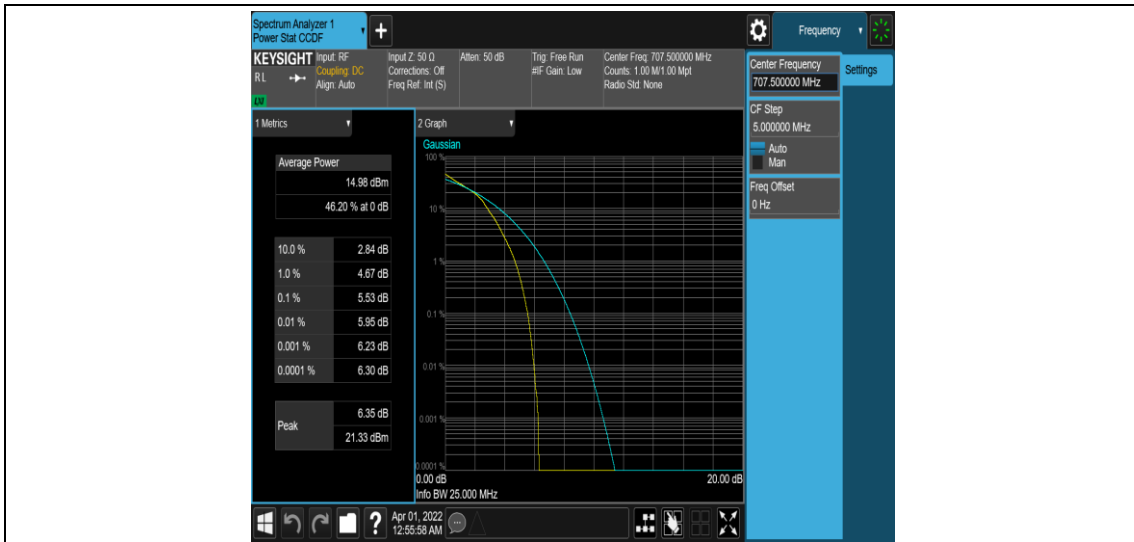 Spectrum Analyzer 1
Power Stat CCDF
Frequency
KEYSIGHT
RL
Input: RF
Coupling: DC
Align: Auto
Input Z: 50 Ω
Corrections: Off
Freq Ref: Int (S)
Atten: 50 dB
Trig: Free Run
#IF Gain: Low
Center Freq: 707.500000 MHz
Counts: 1.00 M/1.00 Mpt
Radio Std: None
Center Frequency
707.500000 MHz
Settings
CF Step
5.000000 MHz
Auto
Man
Freq Offset
0 Hz
1 Metrics
Average Power
14.98 dBm
46.20 % at 0 dB
10.0 % 2.84 dB
1.0 % 4.67 dB
0.1 % 5.53 dB
0.01 % 5.95 dB
0.001 % 6.23 dB
0.0001 % 6.30 dB
Peak
6.35 dB
21.33 dBm
2 Graph
Gaussian
100 %
10 %
1 %
0.1 %
0.01 %
0.001 %
0.0001 %
0.00 dB
20.00 dB
Info BW 25.000 MHz
Apr 01, 2022
12:55:58 AM